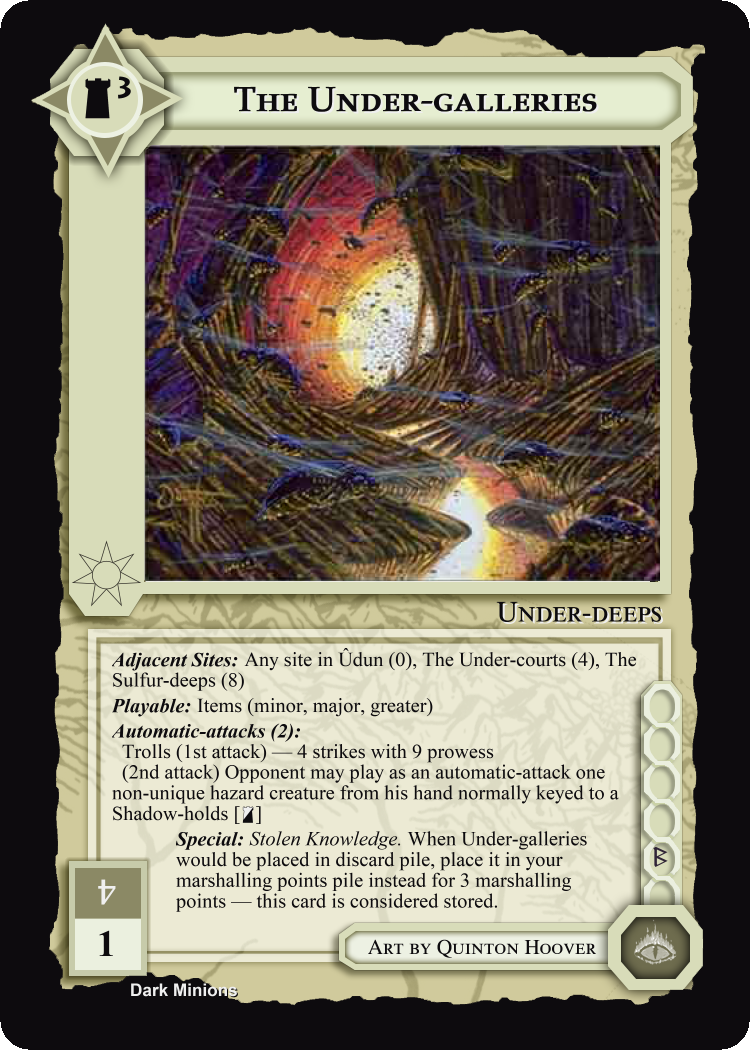 3
The Under-galleries
Under-deeps
Adjacent Sites: Any site in Ûdun (0), The Under-courts (4), The
Sulfur-deeps (8)
Playable: Items (minor, major, greater)
Automatic-attacks (2):
Trolls (1st attack) — 4 strikes with 9 prowess
(2nd attack) Opponent may play as an automatic-attack one
non-unique hazard creature from his hand normally keyed to a
Shadow-holds [ ]
Special: Stolen Knowledge. When Under-galleries
would be placed in discard pile, place it in your
marshalling points pile instead for 3 marshalling
points — this card is considered stored.
4
1
Art by Quinton Hoover
Dark Minions